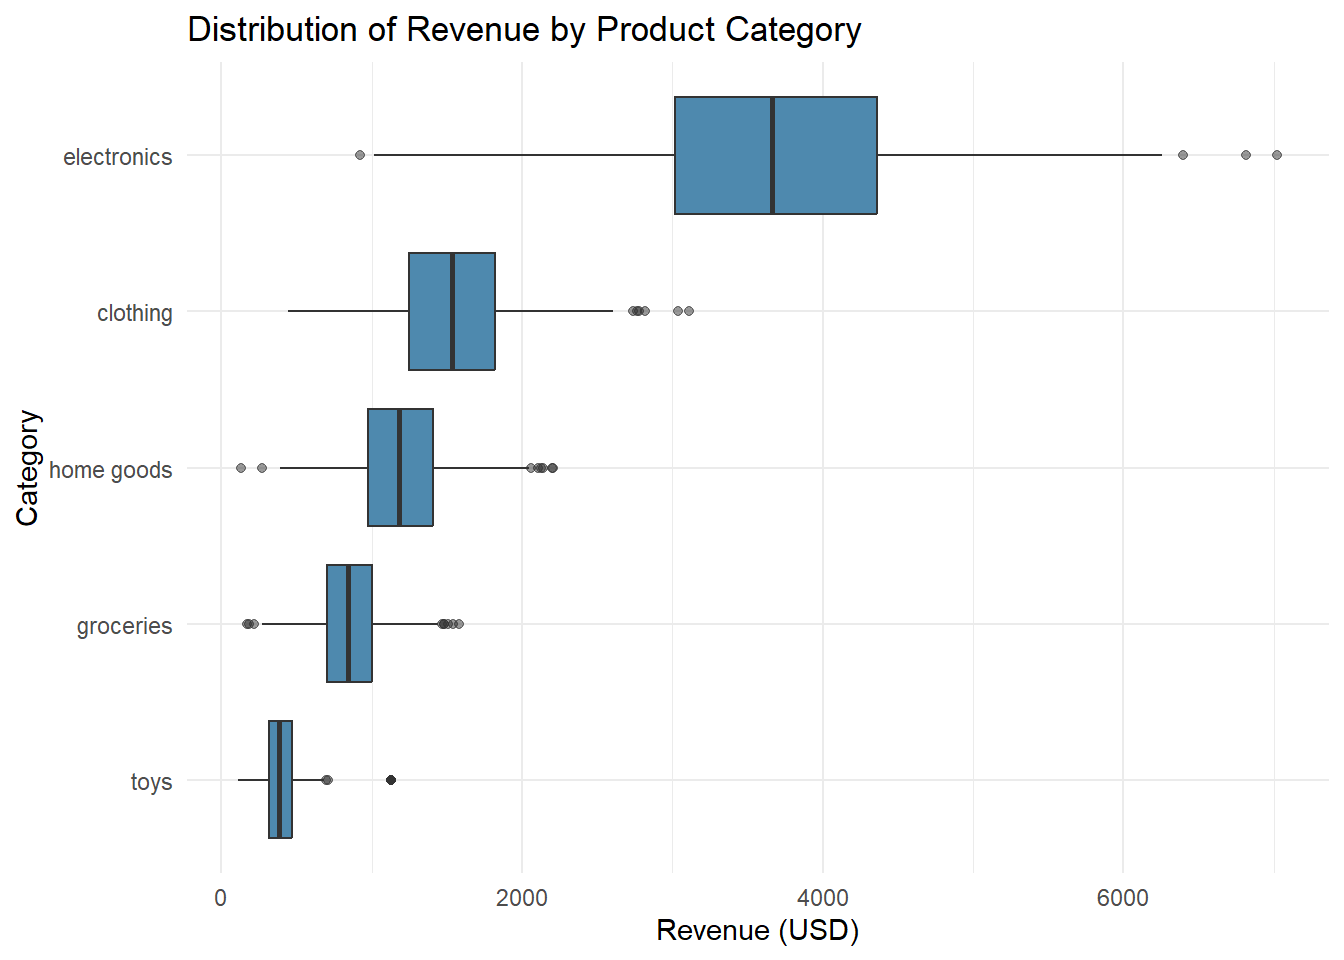 Distribution of Revenue by Product Category
Category
electronics
clothing
home goods
groceries
toys
0 2000 4000 6000
Revenue (USD)